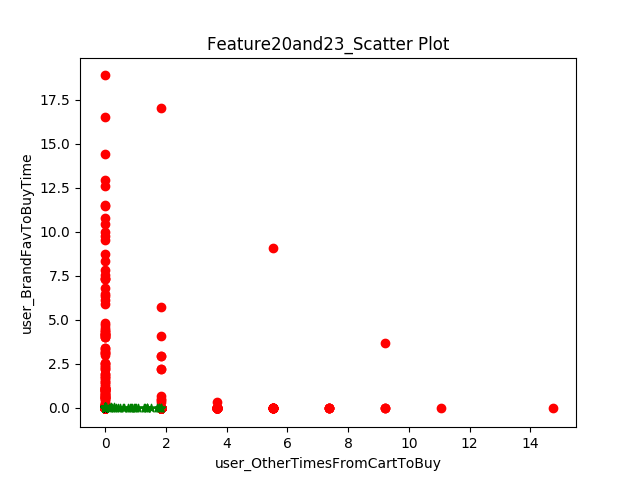 Feature20and23_Scatter Plot
17.5
15.0
12.5
10.0
7.5
5.0
2.5
0.0
user_BrandFavToBuyTime
0 2 4 6 8 10 12 14
user_OtherTimesFromCartToBuy